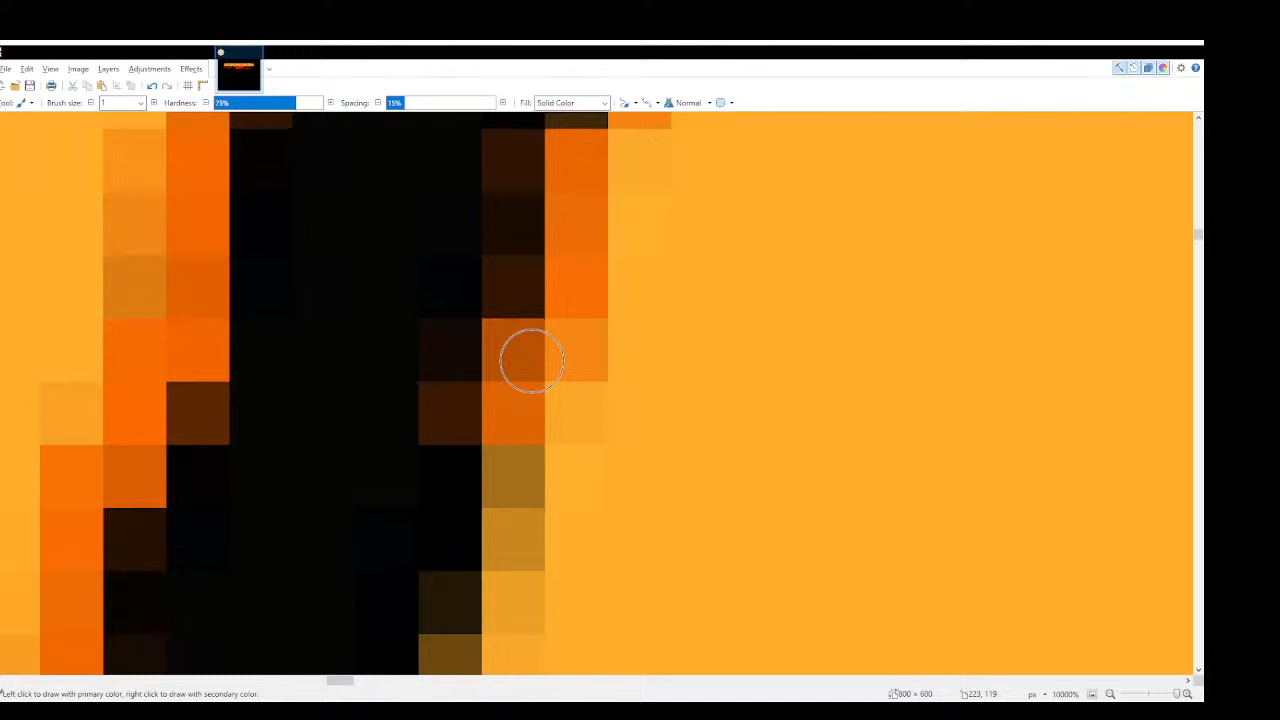 File Edit View Image Layers Adjustments Effects
Tool: Brush size: 1 Hardness: 75% Spacing: 15% Fill: Solid Color Normal
Left click to draw with primary color, right click to draw with secondary color. 800 × 600 223, 119 px 10000%